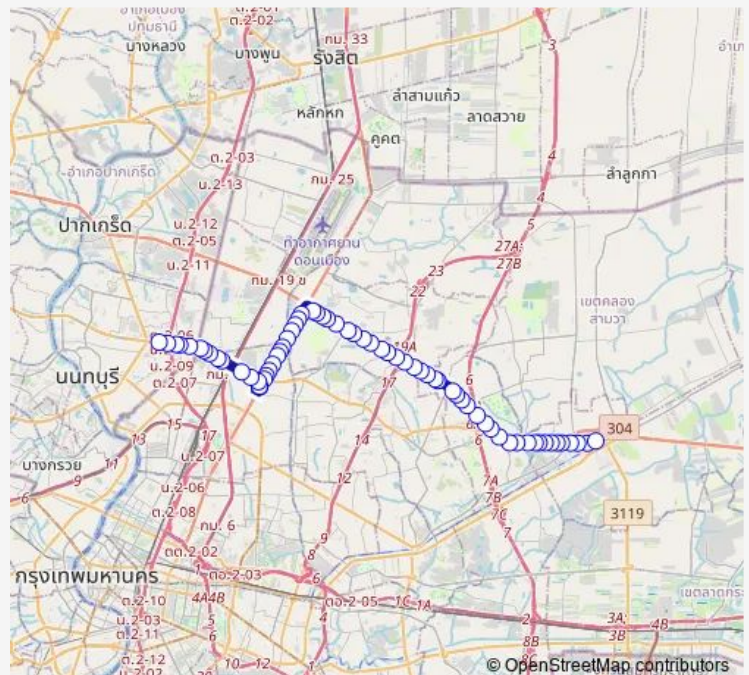 ต.2-02
ปทุมธานี
บางหลวง
บางพูน
กม. 33
รังสิต
หลักหก
ลำสามแก้ว
ลาดสวาย
คูคต
3
4
ต.2-03
น.2-13
กม. 25
อำเภอปากเกร็ด
ลำลูกกา
4
4
ปากเกร็ด
น.2-12
ต.2-05
น.2-11
ท่าอากาศยาน
ดอนเมือง
5
27A;
27B
23
22
กม. 19 ข
เขตคลอง
สามวา
19A
17
6
นนทบุรี
น.2-09
ต.2-07
กม.
304
15
13
17
14
6
บางกรวย
11
9
6
น.2-07
12
7A
7B
7C
น.2-06
ต.2-08
กม. 6
3119
7
9
8
ตต.2-02
1
ตอ.2-03
6
กรุงเทพมหานคร
4A4B
ตอ.2-05
1C
1A
เขตลาดกระ
ต.2-10
น.2-03
ต.2-11
5
6
4
2
3A;
3B
4B
8B
ต.2-12
10
12
1
© OpenStreetMap contributors